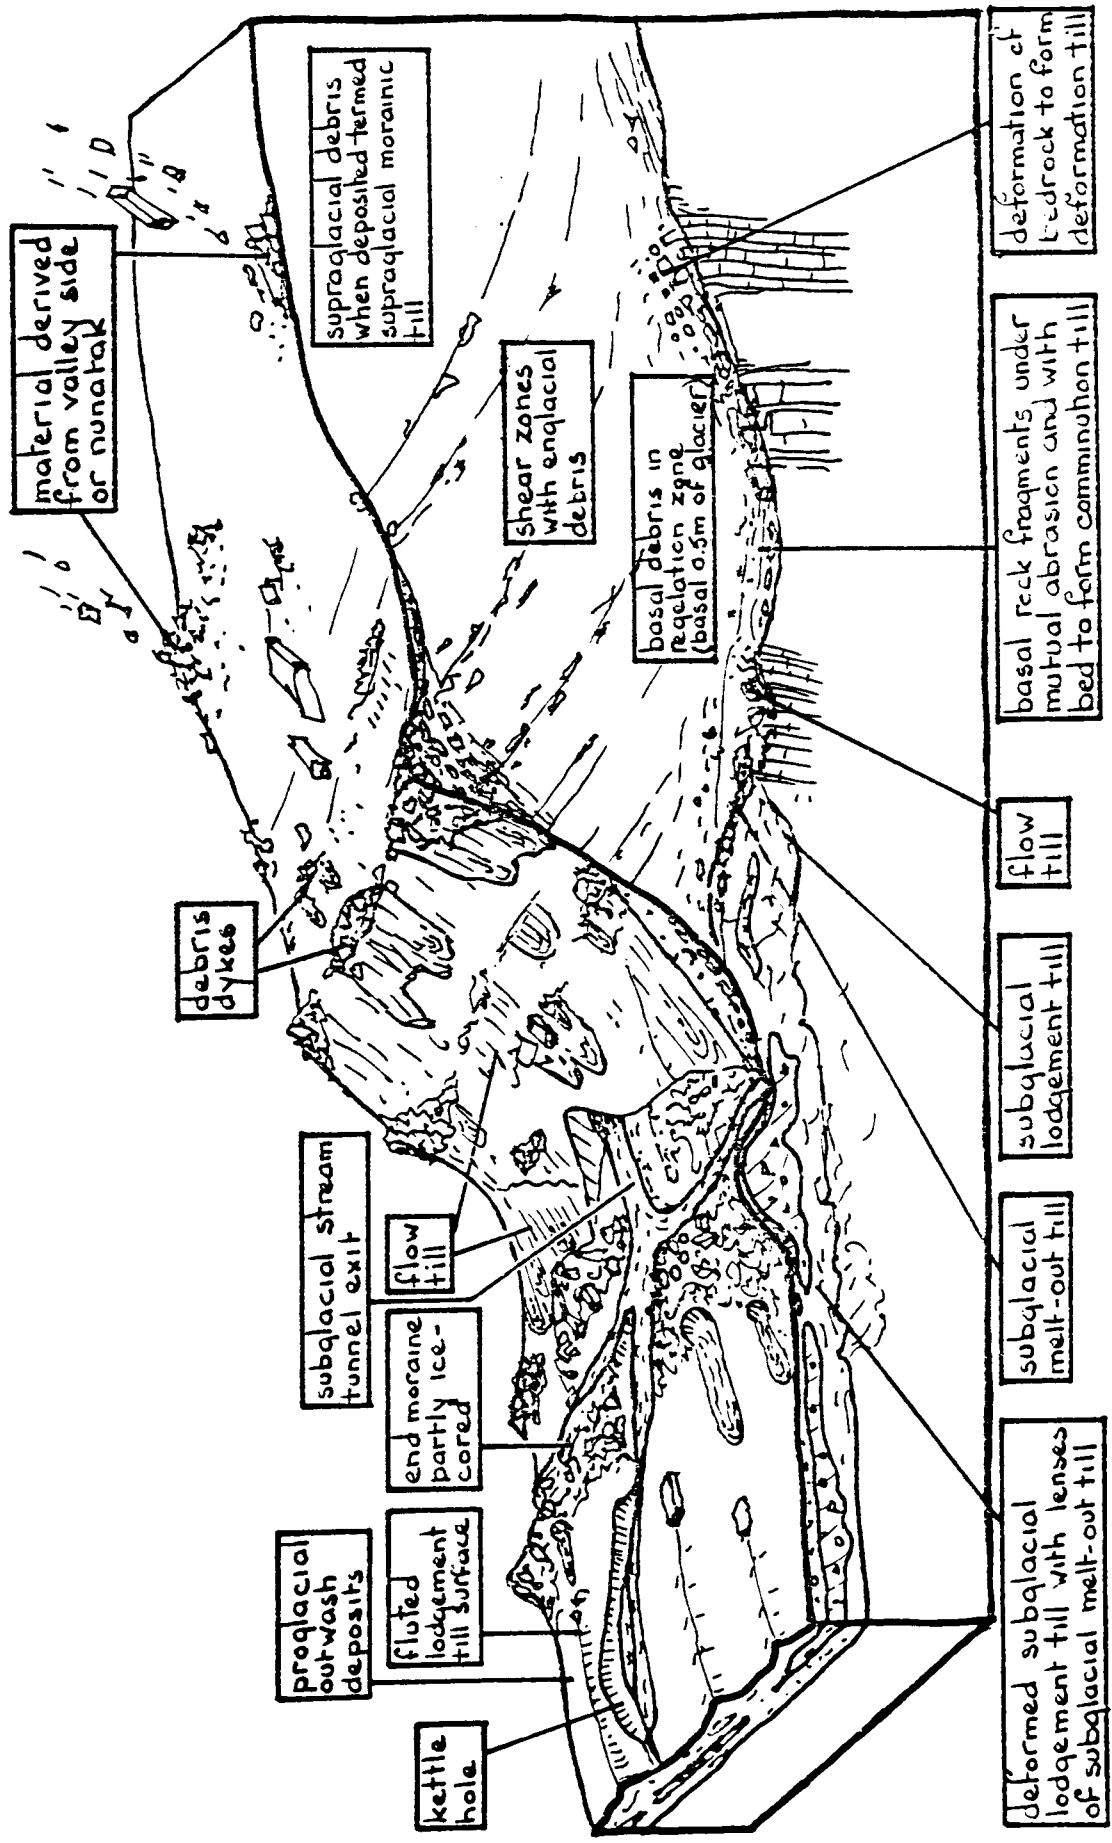 material derived
from valley side
or nunatak
debris
dykes
subglacial stream
tunnel exit
flow
till
end moraine
partly ice-
cored
proglacial
outwash
deposits
fluted
lodgement
till surface
kettle
hole
supraglacial debris
when deposited termed
supraglacial morainic
till
shear zones
with englacial
debris
basal debris in
regelation zone
(basal 0.5m of glacier)
deformed subglacial
lodgement till with lenses
of subglacial melt-out till
subglacial
melt-out till
subglacial
lodgement till
flow
till
basal rock fragments under
mutual abrasion and with
bed to form comminution till
deformation of
bedrock to form
deformation till